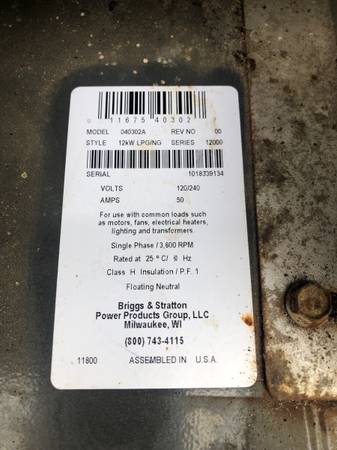 0 11675 40302
MODEL 040302A REV NO 00
STYLE 12kW LPG/NG SERIES 12000
SERIAL 1018339134
VOLTS 120/240
AMPS 50
For use with common loads such
as motors, fans, electrical heaters,
lighting and transformers.
Single Phase / 3,600 RPM
Rated at 25 º C/ Hz
Class H Insulation / P.F. 1
Floating Neutral
Briggs & Stratton
Power Products Group, LLC
Milwaukee, WI
(800) 743-4115
11800 ASSEMBLED IN U.S.A.